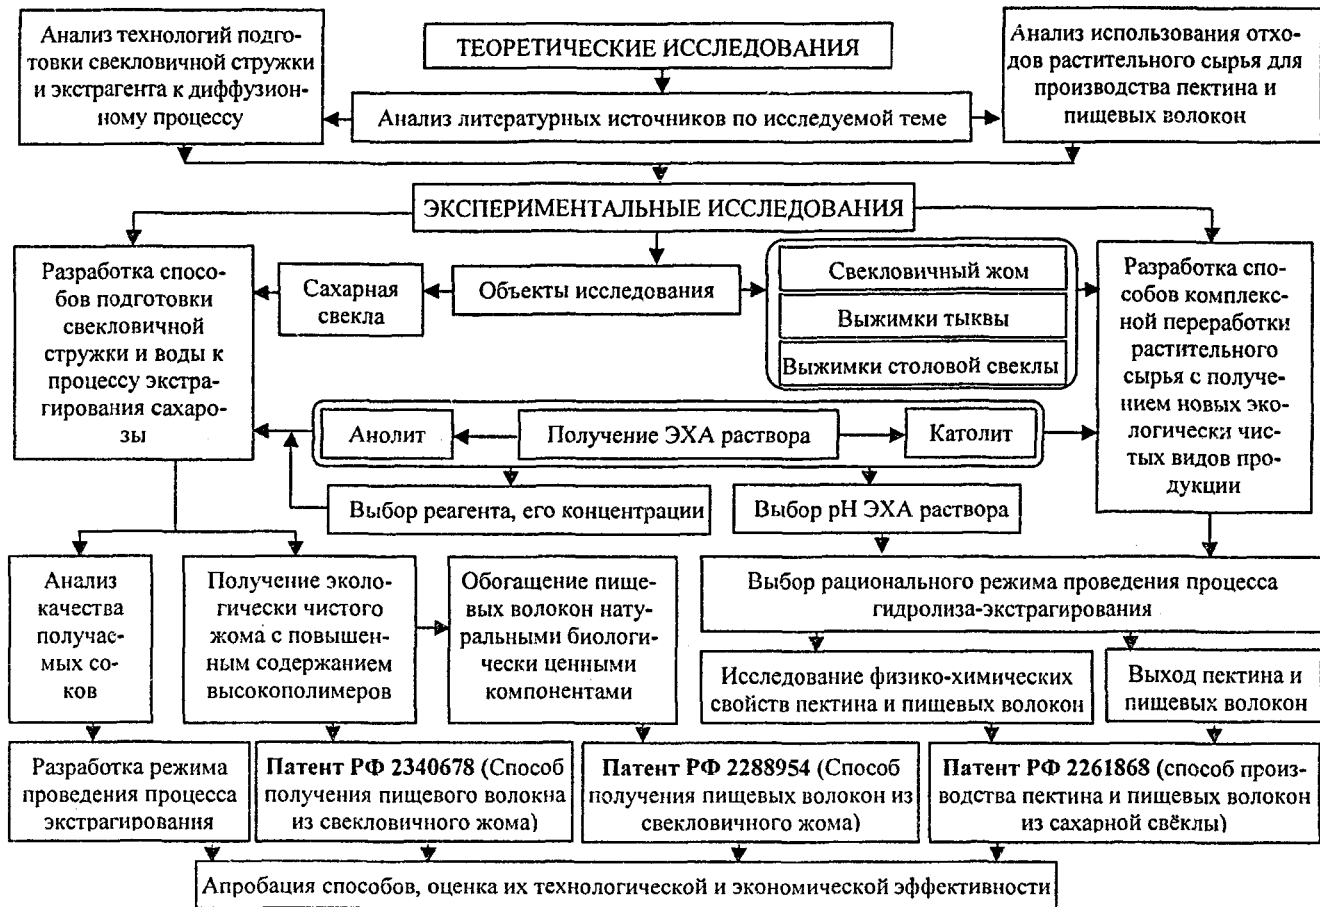 Анализ технологий подго-
товки свекловичной стружки
и экстрагента к диффузион-
ному процессу
ТЕОРЕТИЧЕСКИЕ ИССЛЕДОВАНИЯ
Анализ литературных источников по исследуемой теме
Анализ использования отхо-
дов растительного сырья для
производства пектина и
пищевых волокон
ЭКСПЕРИМЕНТАЛЬНЫЕ ИССЛЕДОВАНИЯ
Разработка спосо-
бов подготовки
свекловичной
стружки и воды к
процессу экстра-
гирования сахаро-
зы
Сахарная
свекла
Объекты исследования
Свекловичный жом
Выжимки тыквы
Выжимки столовой свеклы
Разработка спо-
собов комплекс-
ной переработки
растительного
сырья с получе-
нием новых эко-
логически чис-
тых видов про-
дукции
Анолит
Получение ЭХА раствора
Католит
Выбор реагента, его концентрации
Выбор pH ЭХА раствора
Анализ
качества
получае-
мых со-
ков
Получение эколо-
гически чистого
жома с повышен-
ным содержанием
высокополимеров
Обогащение пище-
вых волокон нату-
ральными биологи-
чески ценными
компонентами
Выбор рационального режима проведения процесса
гидролиза-экстрагирования
Исследование физико-химических
свойств пектина и пищевых волокон
Выход пектина и
пищевых волокон
Разработка режима
проведения процесса
экстрагирования
Патент РФ 2340678 (Способ
получения пищевого волокна
из свекловичного жома)
Патент РФ 2288954 (Способ
получения пищевых волокон из
свекловичного жома)
Патент РФ 2261868 (способ произ-
водства пектина и пищевых волокон
из сахарной свёклы)
Апробация способов, оценка их технологической и экономической эффективности